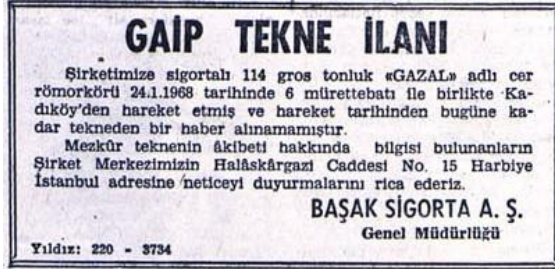 GAİP TEKNE İLANI
Şirketimize sigortalı 114 gros tonluk «GAZAL» adlı cer
römorkörü 24.1.1968 tarihinde 6 mürettebatı ile birlikte Ka-
dıköy'den hareket etmiş ve hareket tarihinden bugüne ka-
dar tekneden bir haber alınamamıştır.
Mezkûr teknenin âkibeti hakkında bilgisi bulunanların
Şirket Merkezimizin Halâskârgazi Caddesi No. 15 Harbiye
İstanbul adresine neticeyi duyurmalarını rica ederiz.
BAŞAK SİGORTA A. Ş.
Genel Müdürlüğü
Yıldız: 220 - 3734